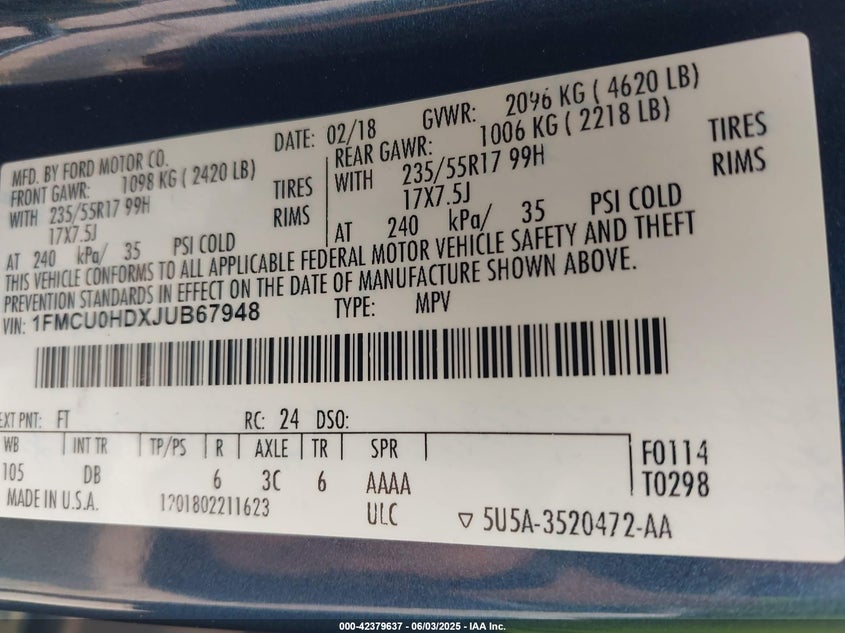 MFD. BY FORD MOTOR CO.
DATE: 02/18
GVWR: 2096 KG ( 4620 LB)
FRONT GAWR: 1098 KG ( 2420 LB)
WITH 235/55R17 99H TIRES
17X7.5J RIMS
AT 240 kPa/ 35 PSI COLD
REAR GAWR: 1006 KG ( 2218 LB)
WITH 235/55R17 99H TIRES
17X7.5J RIMS
AT 240 kPa/ 35 PSI COLD
THIS VEHICLE CONFORMS TO ALL APPLICABLE FEDERAL MOTOR VEHICLE SAFETY AND THEFT
PREVENTION STANDARDS IN EFFECT ON THE DATE OF MANUFACTURE SHOWN ABOVE.
VIN: 1FMCU0HDXJUB67948
TYPE: MPV
EXT PNT: FT RC: 24 DSO:
WB INT TR TP/PS R AXLE TR SPR
105 DB 6 3C 6 AAAA
F0114
T0298
MADE IN U.S.A. 1201802211623 ULC
5U5A-3520472-AA
000-42379637 - 06/03/2025 - IAA Inc.